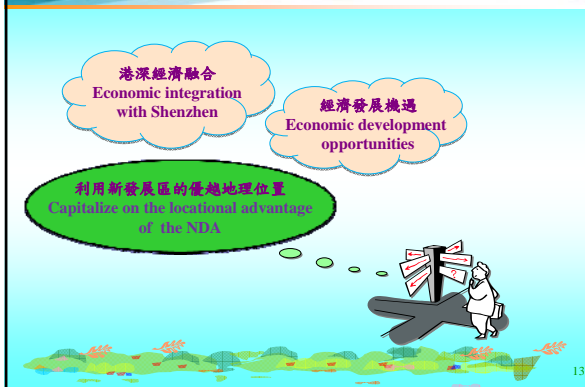 港深經濟融合
Economic integration
with Shenzhen
經濟發展機遇
Economic development
opportunities
利用新發展區的優越地理位置
Capitalize on the locational advantage
of the NDA
?
13